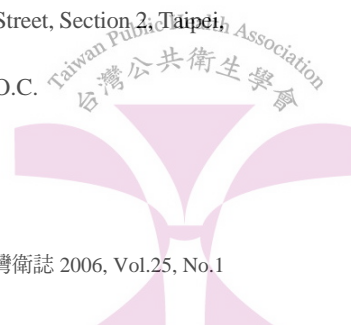 Street, Section 2, Taipei,
Taiwan Public Health Association
O.C.
台灣公共衛生學會
灣衛誌 2006, Vol.25, No.1